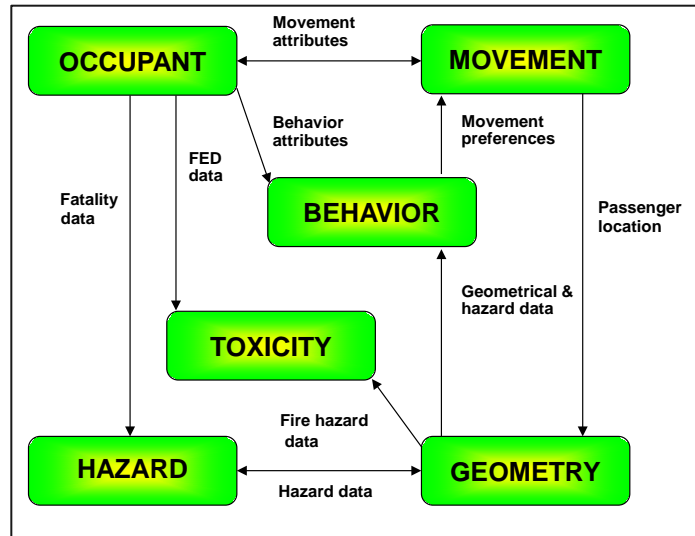 Movement
attributes
OCCUPANT
MOVEMENT
Behavior
attributes
Movement
preferences
FED
data
Fatality
data
BEHAVIOR
Passenger
location
Geometrical &
hazard data
TOXICITY
Fire hazard
data
HAZARD
GEOMETRY
Hazard data